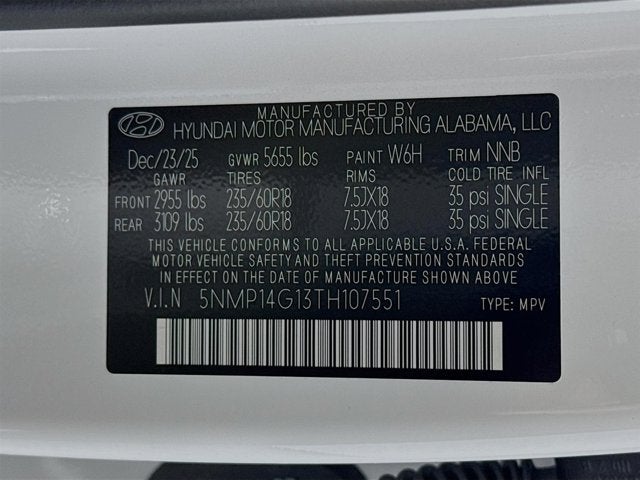 MANUFACTURED BY
HYUNDAI MOTOR MANUFACTURING ALABAMA, LLC
Dec/23/25 GVWR 5655 lbs PAINT W6H TRIM NNB
GAWR TIRES RIMS COLD TIRE INFL
FRONT 2955 lbs 235/60R18 7.5JX18 35 psi SINGLE
REAR 3109 lbs 235/60R18 7.5JX18 35 psi SINGLE
THIS VEHICLE CONFORMS TO ALL APPLICABLE U.S.A. FEDERAL
MOTOR VEHICLE SAFETY AND THEFT PREVENTION STANDARDS
IN EFFECT ON THE DATE OF MANUFACTURE SHOWN ABOVE
V.I.N 5NMP14G13TH107551 TYPE: MPV